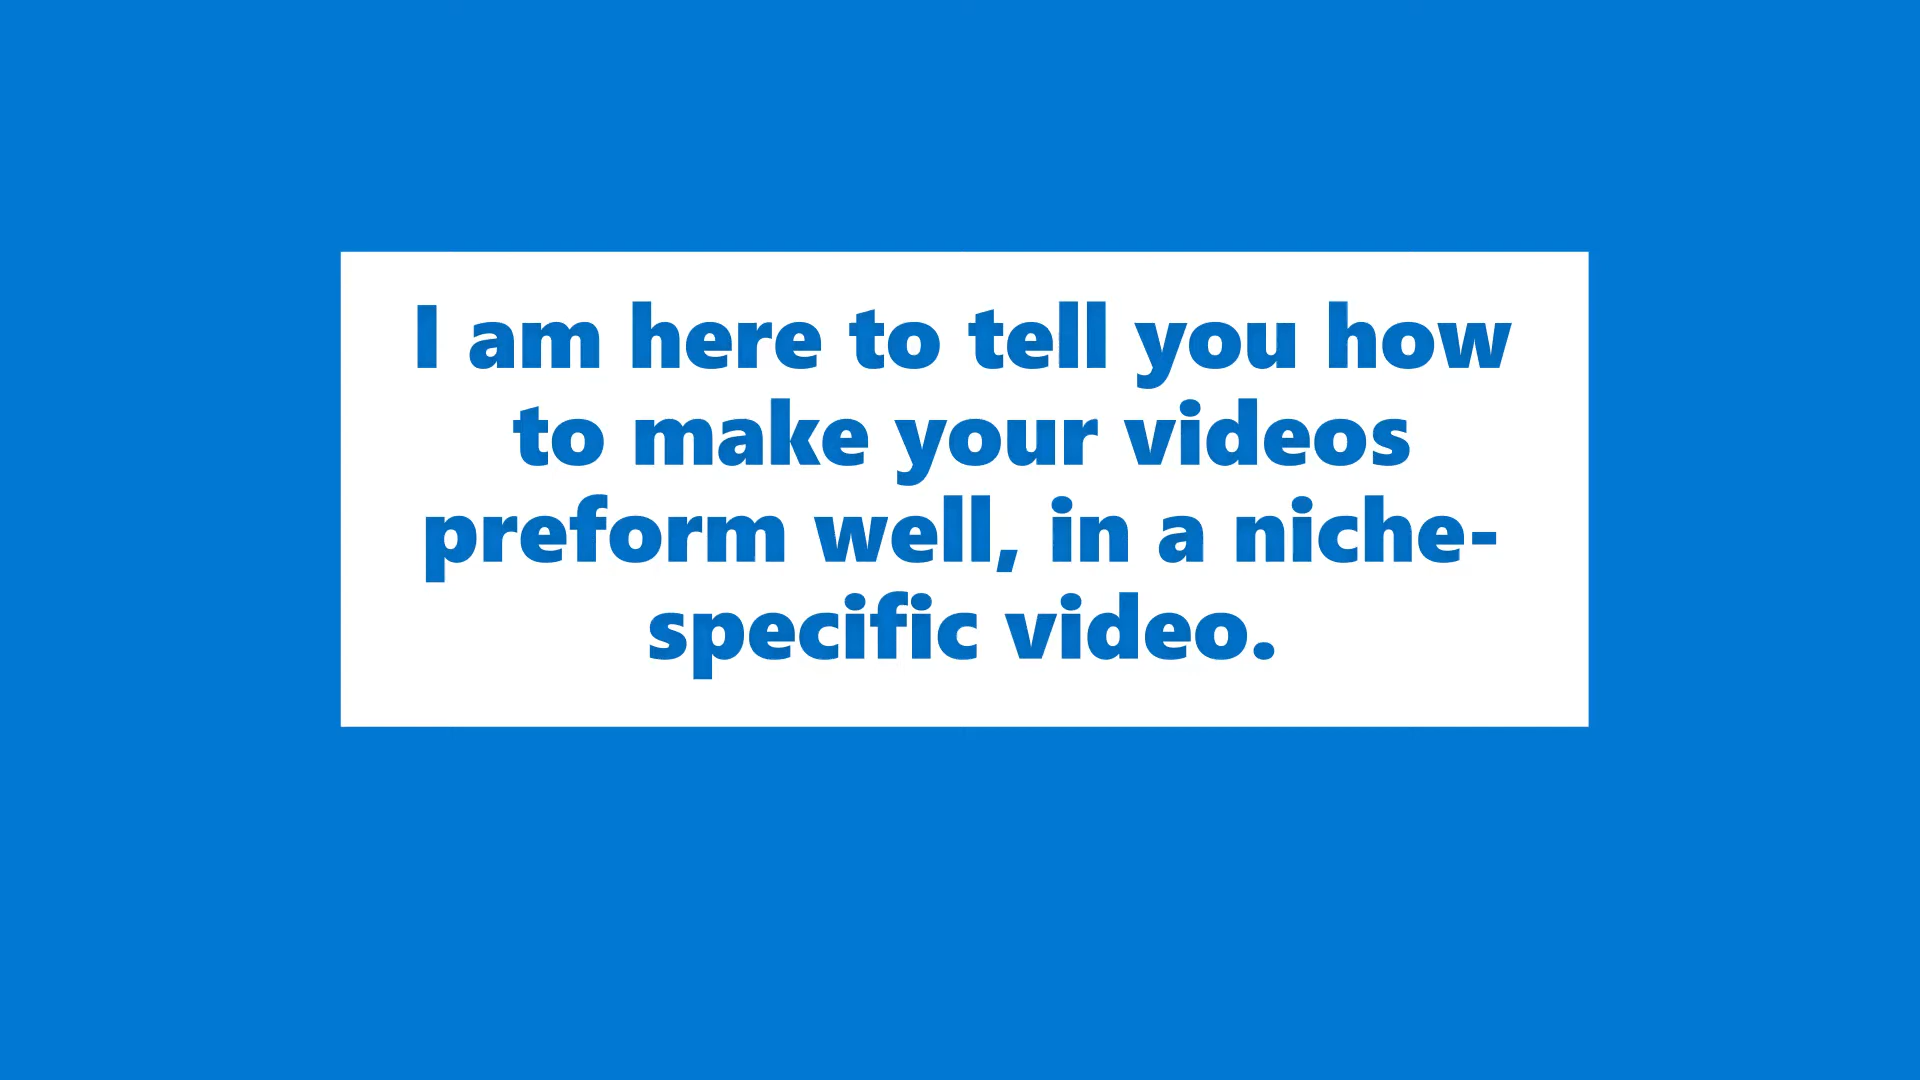 I am here to tell you how
to make your videos
preform well, in a niche-
specific video.